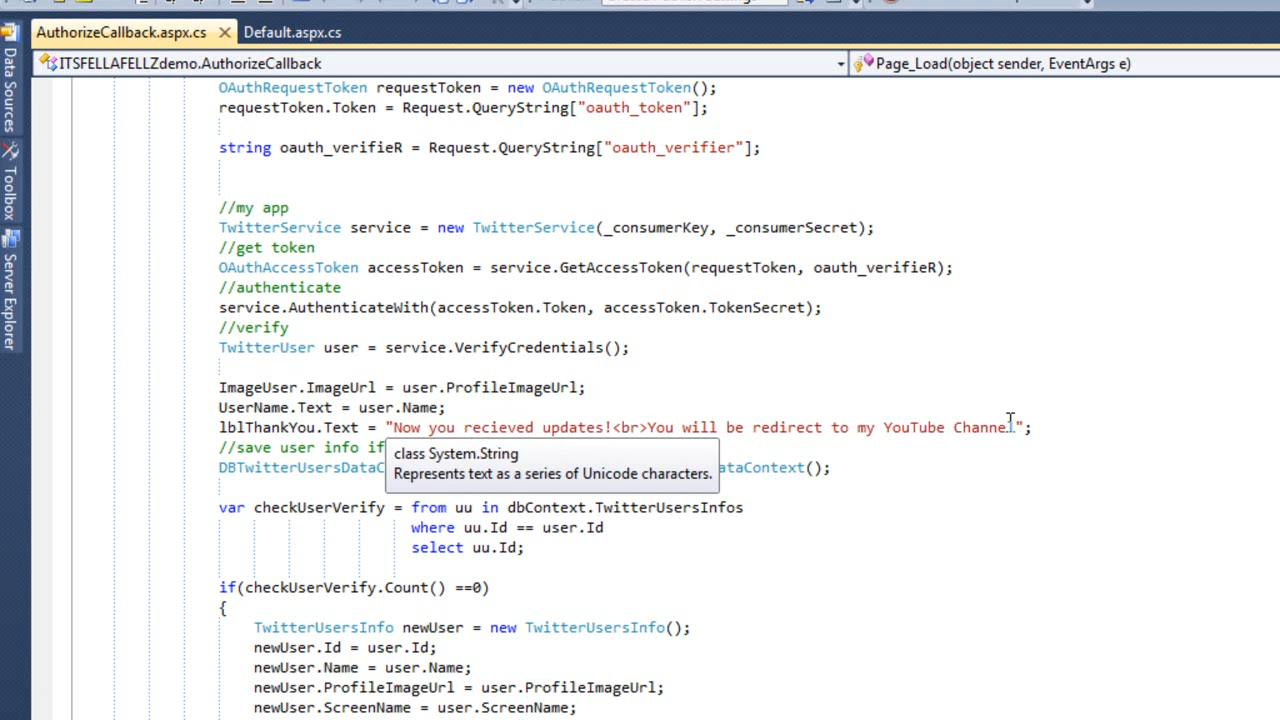 AuthorizeCallback.aspx.cs
Default.aspx.cs
ITSFELLAFELLZdemo.AuthorizeCallback
Page_Load(object sender, EventArgs e)
Data Sources
Toolbox
Server Explorer
OAuthRequestToken requestToken = new OAuthRequestToken();
requestToken.Token = Request.QueryString["oauth_token"];
string oauth_verifieR = Request.QueryString["oauth_verifier"];
//my app
TwitterService service = new TwitterService(_consumerKey, _consumerSecret);
//get token
OAuthAccessToken accessToken = service.GetAccessToken(requestToken, oauth_verifieR);
//authenticate
service.AuthenticateWith(accessToken.Token, accessToken.TokenSecret);
//verify
TwitterUser user = service.VerifyCredentials();
ImageUser.ImageUrl = user.ProfileImageUrl;
UserName.Text = user.Name;
lblThankYou.Text = "Now you recieved updates!<br>You will be redirect to my YouTube Channel.";
//save user info if
class System.String
Represents text as a series of Unicode characters.
DBTwitterUsersDataC
ataContext();
var checkUserVerify = from uu in dbContext.TwitterUsersInfos
where uu.Id == user.Id
select uu.Id;
if(checkUserVerify.Count() ==0)
{
TwitterUsersInfo newUser = new TwitterUsersInfo();
newUser.Id = user.Id;
newUser.Name = user.Name;
newUser.ProfileImageUrl = user.ProfileImageUrl;
newUser.ScreenName = user.ScreenName;